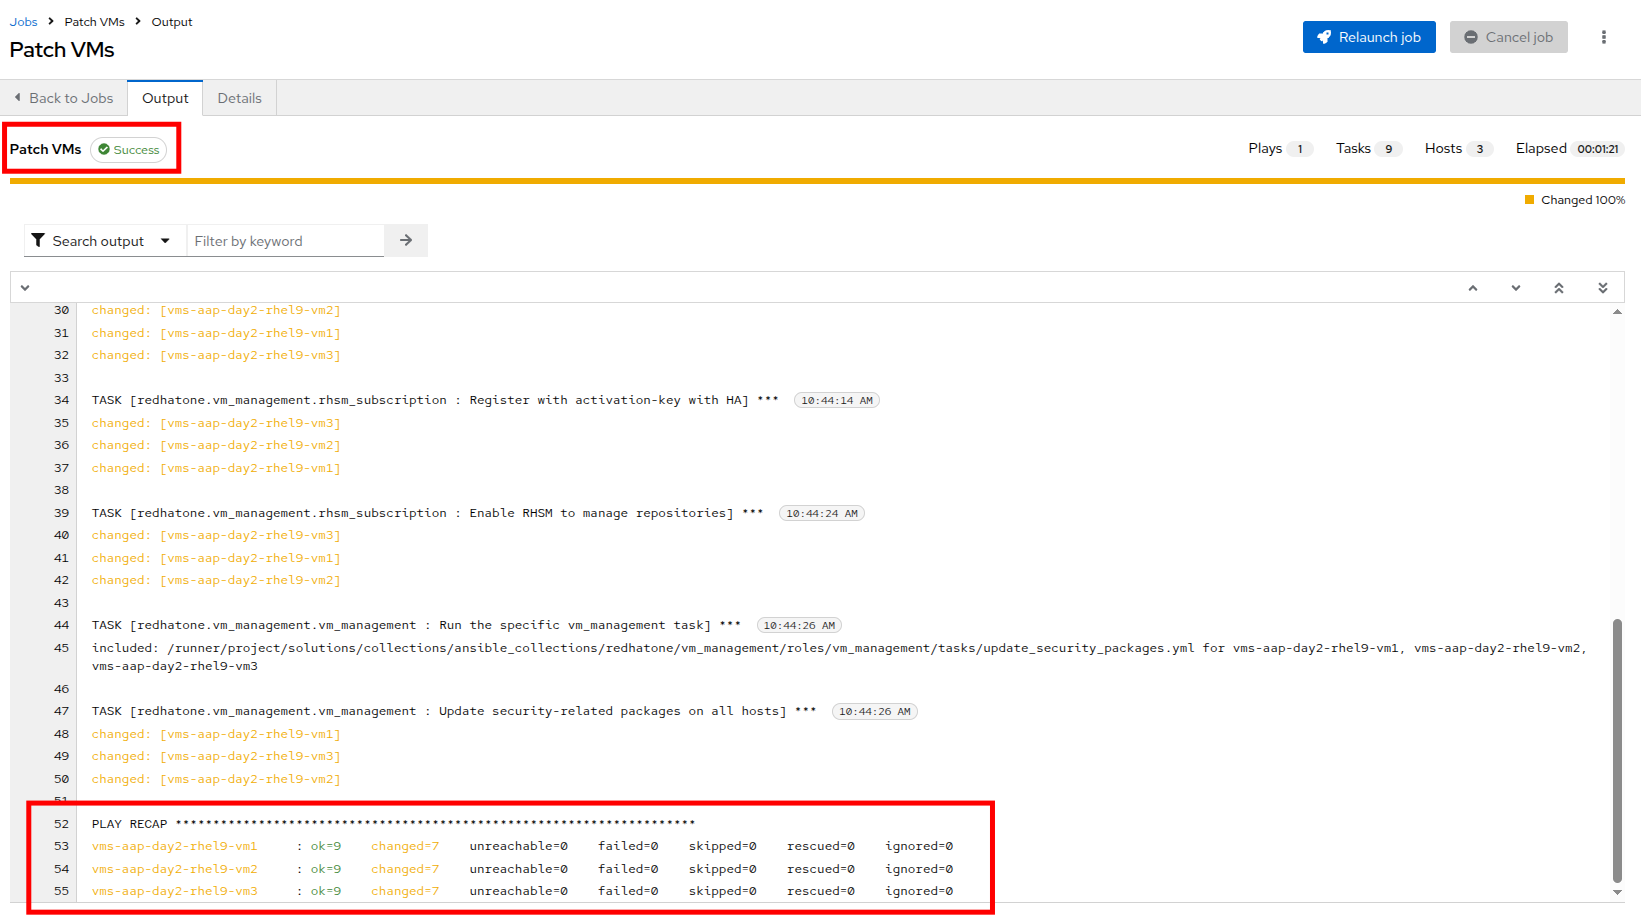 Jobs > Patch VMs > Output
Patch VMs
Relaunch job
Cancel job
Back to Jobs
Output
Details
Patch VMs Success
Plays 1 Tasks 9 Hosts 3 Elapsed 00:01:21
Changed 100%
Search output
Filter by keyword
30 changed: [vms-aap-day2-rhel9-vm2]
31 changed: [vms-aap-day2-rhel9-vm1]
32 changed: [vms-aap-day2-rhel9-vm3]
33
34 TASK [redhatone.vm_management.rhsm_subscription : Register with activation-key with HA] *** 10:44:14 AM
35 changed: [vms-aap-day2-rhel9-vm3]
36 changed: [vms-aap-day2-rhel9-vm2]
37 changed: [vms-aap-day2-rhel9-vm1]
38
39 TASK [redhatone.vm_management.rhsm_subscription : Enable RHSM to manage repositories] *** 10:44:24 AM
40 changed: [vms-aap-day2-rhel9-vm3]
41 changed: [vms-aap-day2-rhel9-vm1]
42 changed: [vms-aap-day2-rhel9-vm2]
43
44 TASK [redhatone.vm_management.vm_management : Run the specific vm_management task] *** 10:44:26 AM
45 included: /runner/project/solutions/collections/ansible_collections/redhatone/vm_management/roles/vm_management/tasks/update_security_packages.yml for vms-aap-day2-rhel9-vm1, vms-aap-day2-rhel9-vm2,
vms-aap-day2-rhel9-vm3
46
47 TASK [redhatone.vm_management.vm_management : Update security-related packages on all hosts] *** 10:44:26 AM
48 changed: [vms-aap-day2-rhel9-vm1]
49 changed: [vms-aap-day2-rhel9-vm3]
50 changed: [vms-aap-day2-rhel9-vm2]
51
52 PLAY RECAP *********************************************************************
53 vms-aap-day2-rhel9-vm1 : ok=9 changed=7 unreachable=0 failed=0 skipped=0 rescued=0 ignored=0
54 vms-aap-day2-rhel9-vm2 : ok=9 changed=7 unreachable=0 failed=0 skipped=0 rescued=0 ignored=0
55 vms-aap-day2-rhel9-vm3 : ok=9 changed=7 unreachable=0 failed=0 skipped=0 rescued=0 ignored=0